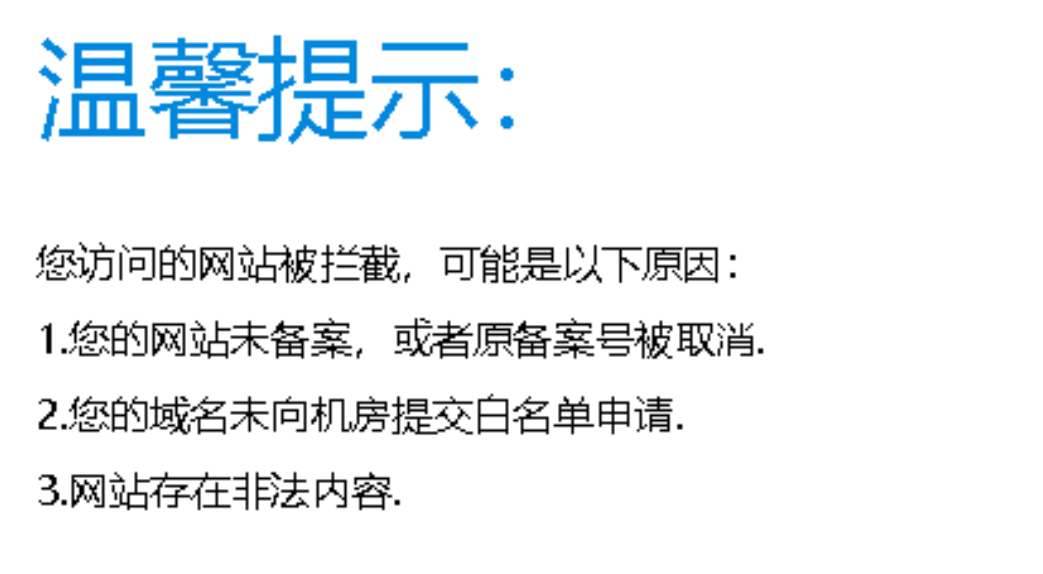 温馨提示：
您访问的网站被拦截，可能是以下原因：
1.您的网站未备案，或者原备案号被取消.
2.您的域名未向机房提交白名单申请.
3.网站存在非法内容.